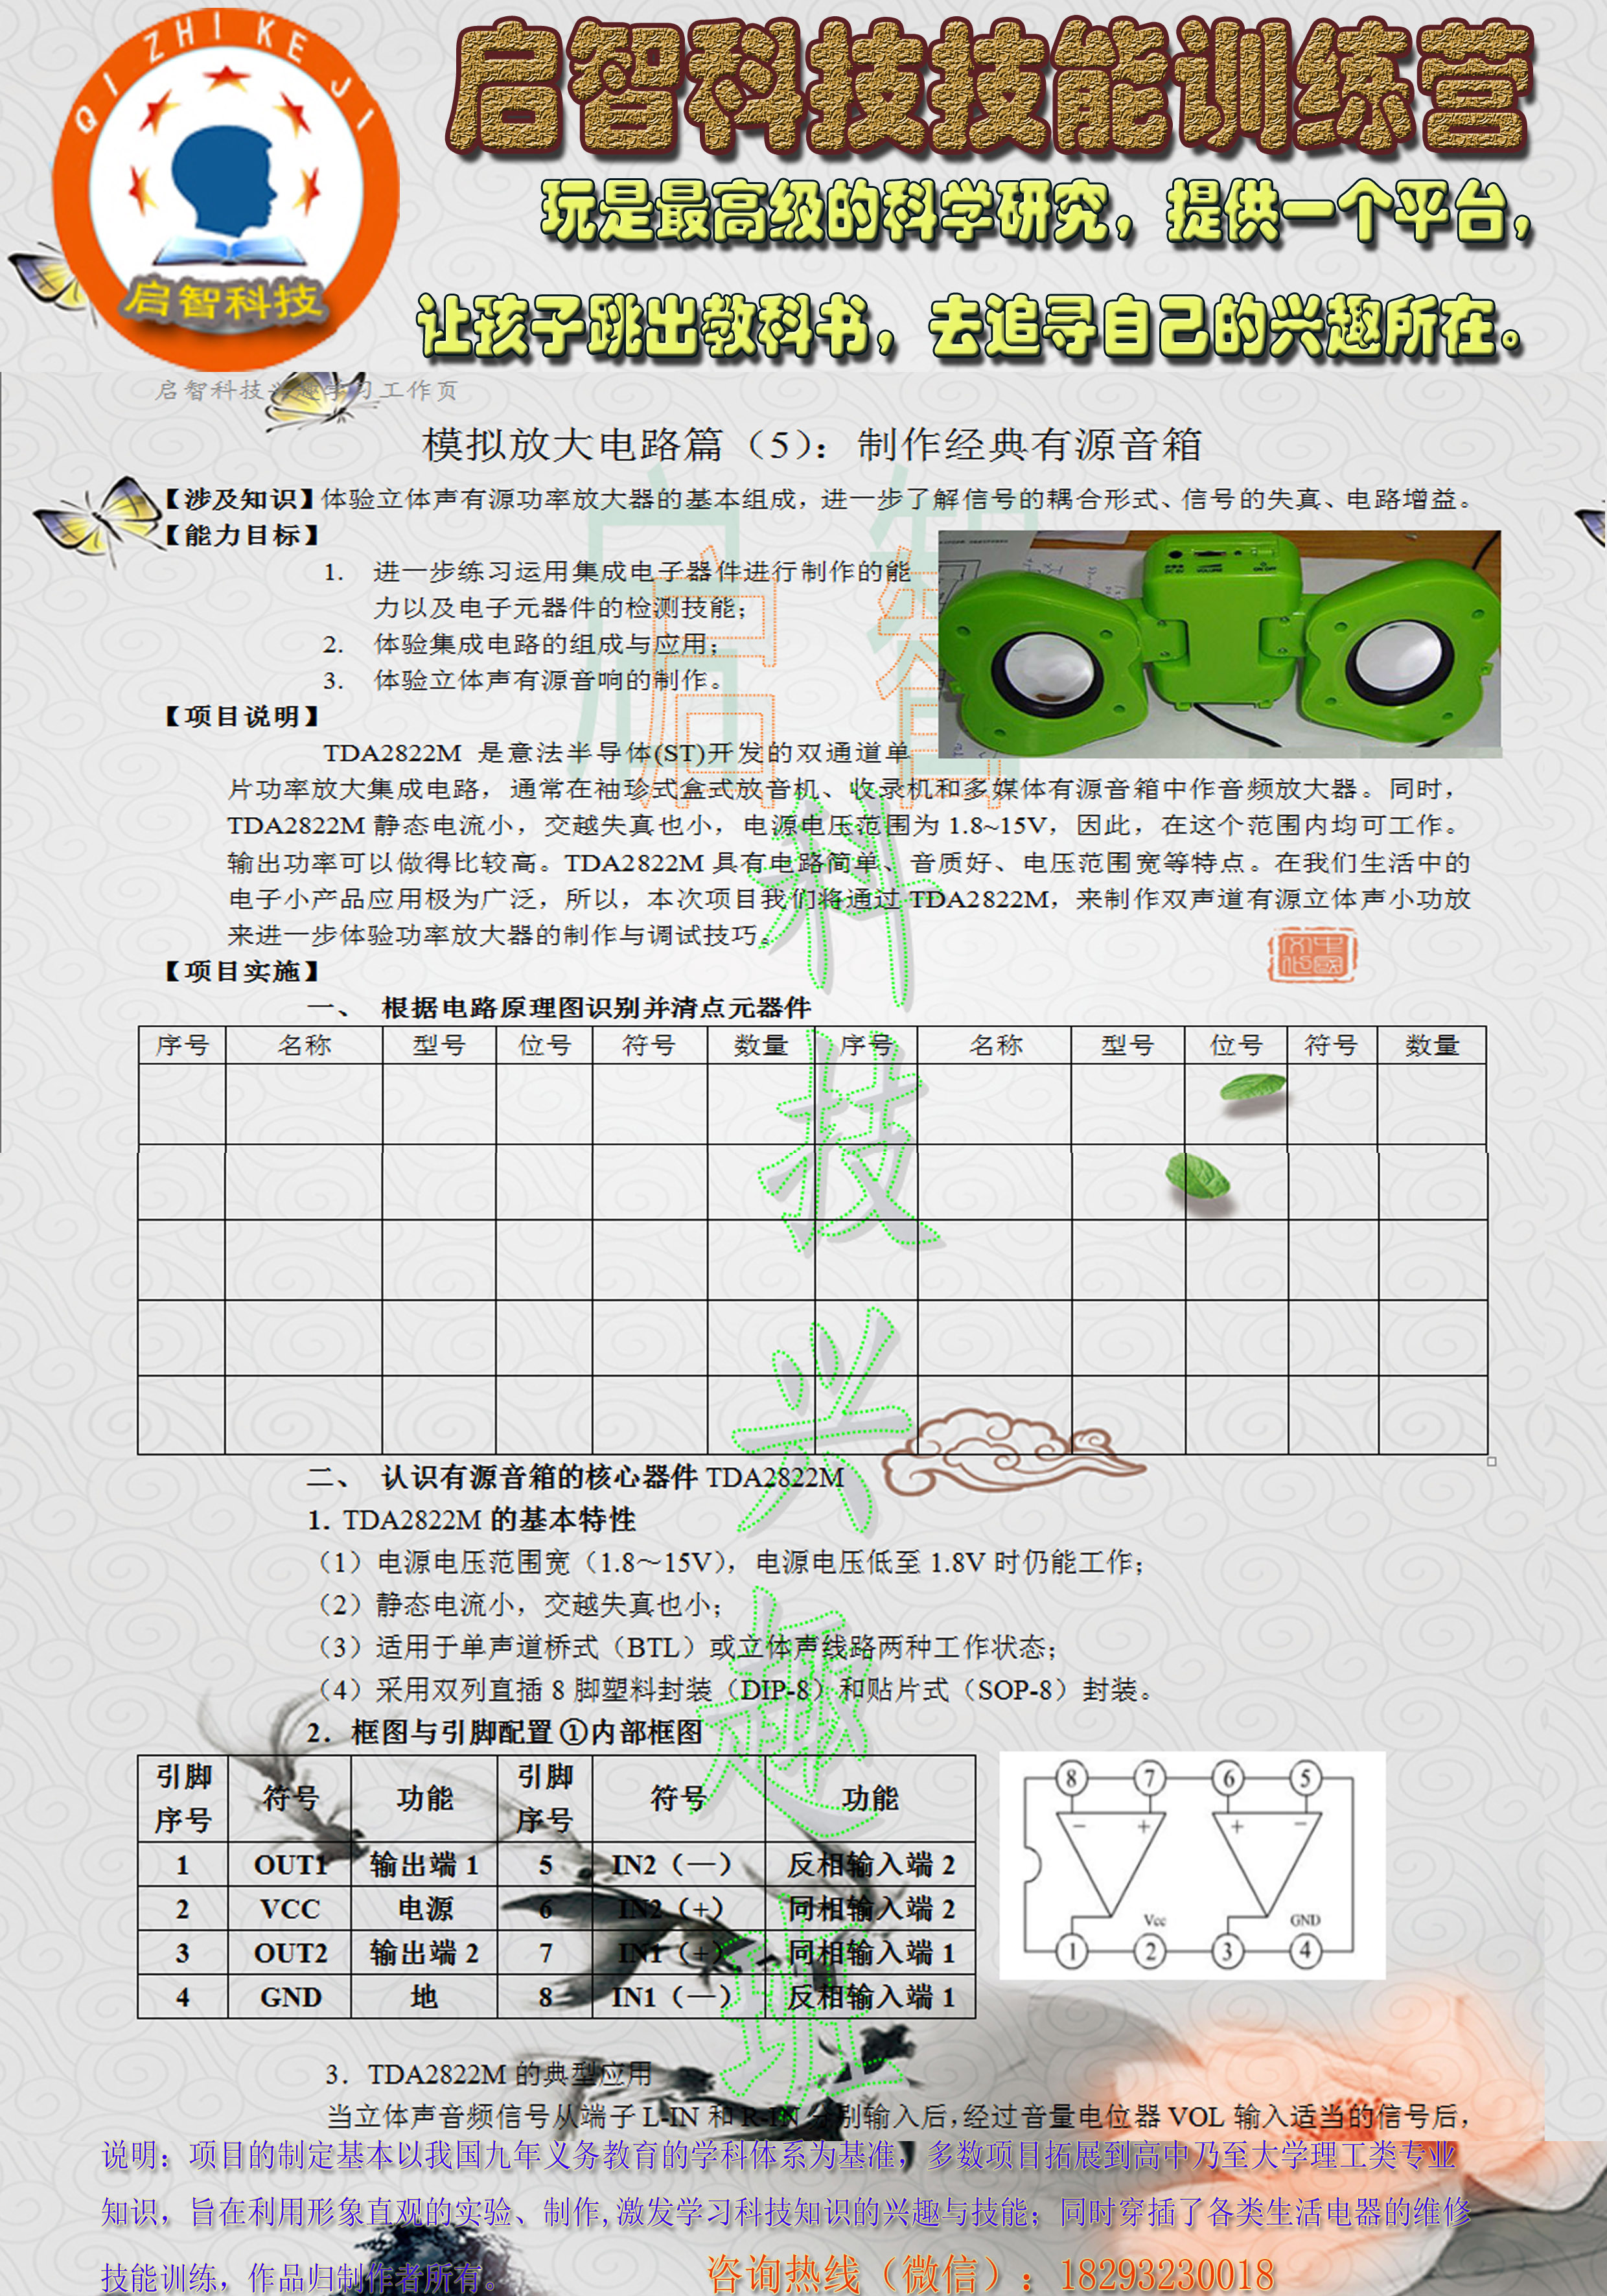 QI ZHI KE JI
启智科技
启智科技技能训练营
玩是最高级的科学研究，提供一个平台，
让孩子跳出教科书，去追寻自己的兴趣所在。
启智科技兴趣学习工作页
模拟放大电路篇（5）：制作经典有源音箱
【涉及知识】体验立体声有源功率放大器的基本组成，进一步了解信号的耦合形式、信号的失真、电路增益。
【能力目标】
1. 进一步练习运用集成电子器件进行制作的能
力以及电子元器件的检测技能；
2. 体验集成电路的组成与应用；
3. 体验立体声有源音响的制作。
【项目说明】
TDA2822M 是意法半导体(ST)开发的双通道单
片功率放大集成电路，通常在袖珍式盒式放音机、收录机和多媒体有源音箱中作音频放大器。同时，
TDA2822M 静态电流小，交越失真也小，电源电压范围为 1.8~15V，因此，在这个范围内均可工作。
输出功率可以做得比较高。TDA2822M 具有电路简单、音质好、电压范围宽等特点。在我们生活中的
电子小产品应用极为广泛，所以，本次项目我们将通过 TDA2822M，来制作双声道有源立体声小功放
来进一步体验功率放大器的制作与调试技巧。
【项目实施】
一、 根据电路原理图识别并清点元器件
序号 名称 型号 位号 符号 数量 序号 名称 型号 位号 符号 数量
二、 认识有源音箱的核心器件 TDA2822M
1. TDA2822M 的基本特性
（1）电源电压范围宽（1.8～15V），电源电压低至 1.8V 时仍能工作；
（2）静态电流小，交越失真也小；
（3）适用于单声道桥式（BTL）或立体声线路两种工作状态；
（4）采用双列直插 8 脚塑料封装（DIP-8）和贴片式（SOP-8）封装。
2．框图与引脚配置 ①内部框图
引脚序号 符号 功能 引脚序号 符号 功能
1 OUT1 输出端 1 5 IN2（—） 反相输入端 2
2 VCC 电源 6 IN2（+） 同相输入端 2
3 OUT2 输出端 2 7 IN1（+） 同相输入端 1
4 GND 地 8 IN1（—） 反相输入端 1
8 7 6 5
− + + −
Vcc GND
1 2 3 4
3．TDA2822M 的典型应用
当立体声音频信号从端子 L-IN 和 R-IN 分别输入后,经过音量电位器 VOL 输入适当的信号后，
启智科技兴趣班
说明：项目的制定基本以我国九年义务教育的学科体系为基准，多数项目拓展到高中乃至大学理工类专业
知识，旨在利用形象直观的实验、制作,激发学习科技知识的兴趣与技能；同时穿插了各类生活电器的维修
技能训练，作品归制作者所有。
咨询热线（微信）：18293230018